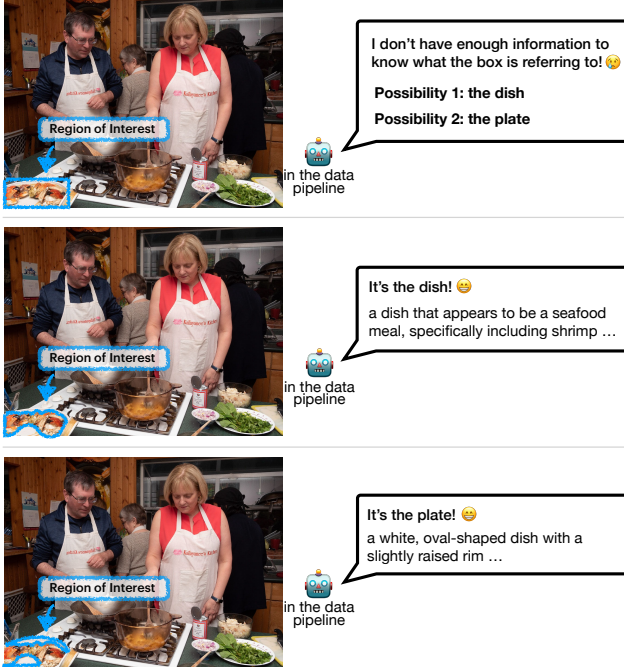 I don't have enough information to
know what the box is referring to!😢
Possibility 1: the dish
Possibility 2: the plate
Region of Interest
in the data
pipeline
It's the dish! 😁
a dish that appears to be a seafood
meal, specifically including shrimp …
Region of Interest
in the data
pipeline
It's the plate! 😁
a white, oval-shaped dish with a
slightly raised rim …
Region of Interest
in the data
pipeline